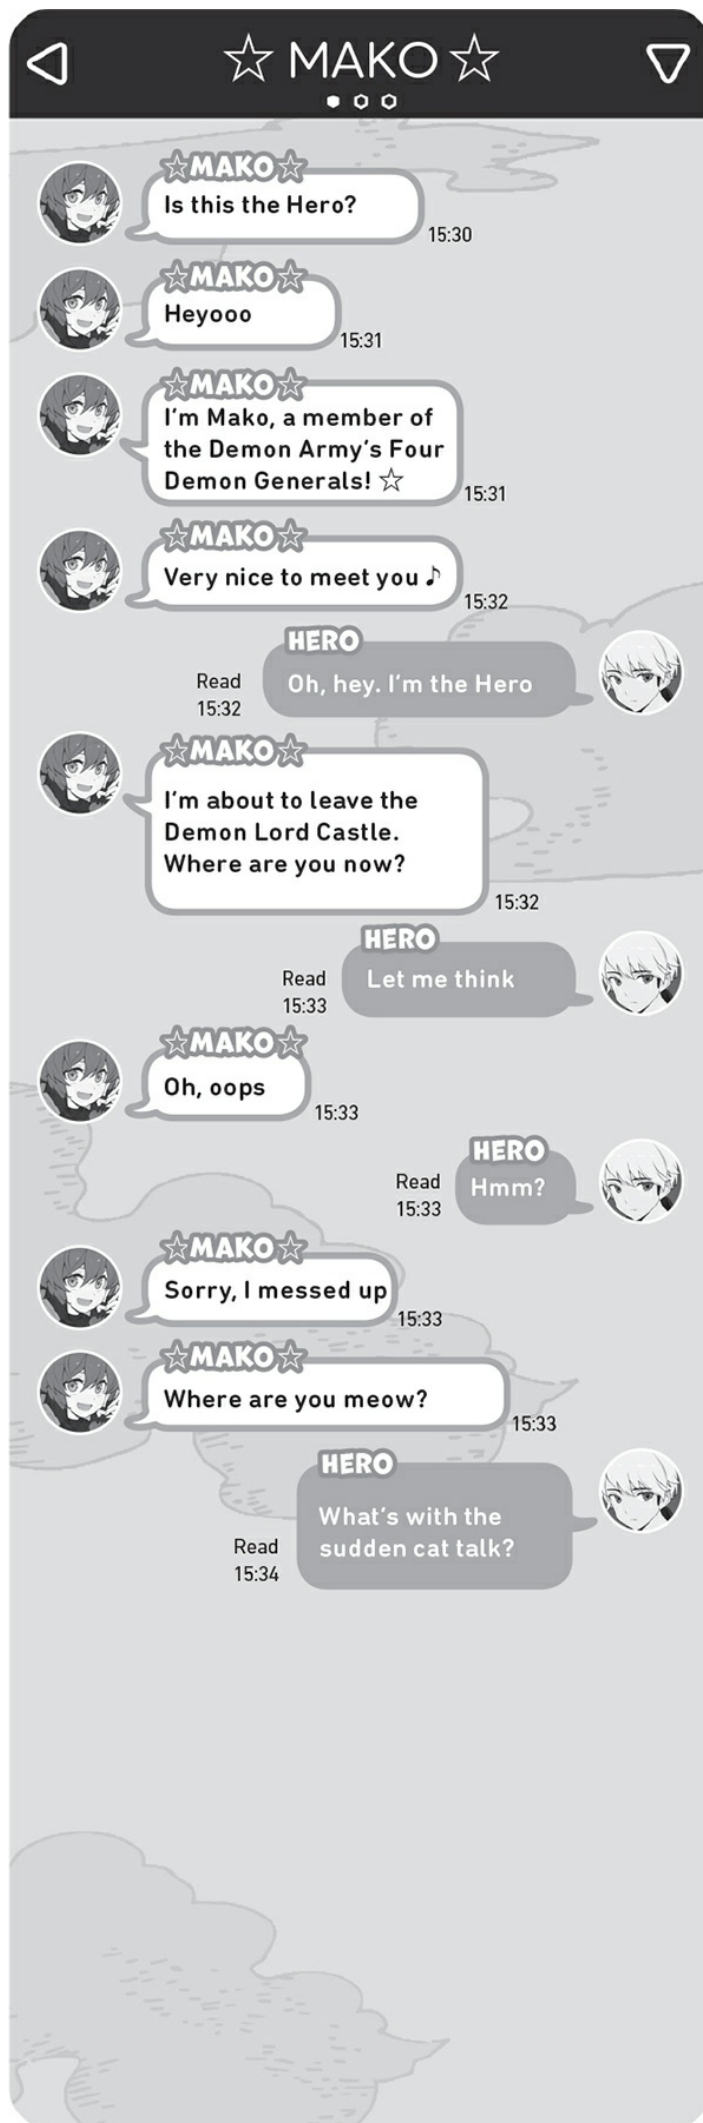 ☆ MAKO ☆
☆MAKO☆
Is this the Hero?
15:30
☆MAKO☆
Heyooo
15:31
☆MAKO☆
I'm Mako, a member of
the Demon Army's Four
Demon Generals! ☆
15:31
☆MAKO☆
Very nice to meet you ♪
15:32
HERO
Oh, hey. I'm the Hero
Read
15:32
☆MAKO☆
I'm about to leave the
Demon Lord Castle.
Where are you now?
15:32
HERO
Let me think
Read
15:33
☆MAKO☆
Oh, oops
15:33
HERO
Hmm?
Read
15:33
☆MAKO☆
Sorry, I messed up
15:33
☆MAKO☆
Where are you meow?
15:33
HERO
What's with the
sudden cat talk?
Read
15:34